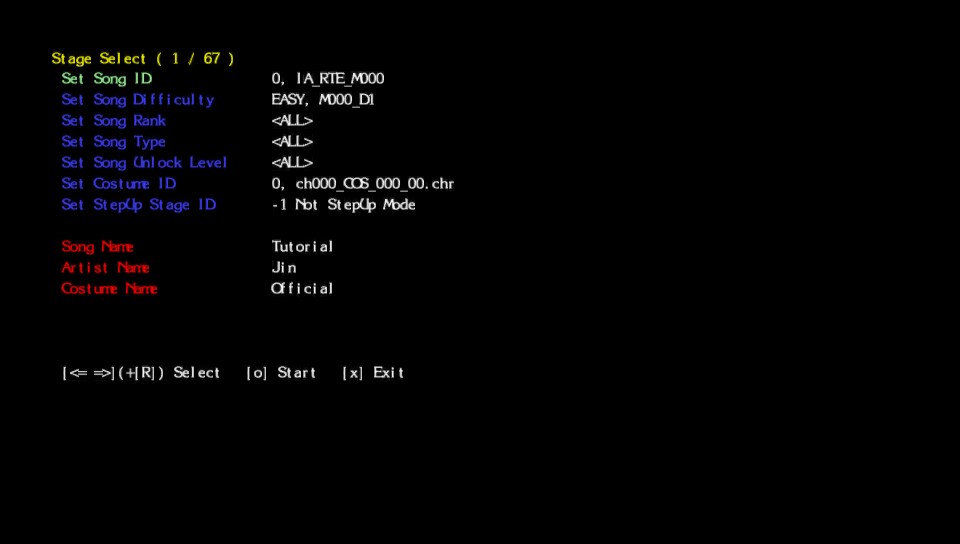 Stage Select ( 1 / 67 )
Set Song ID 0, IA_RTE_M000
Set Song Difficulty EASY, M000_D1
Set Song Rank <ALL>
Set Song Type <ALL>
Set Song Unlock Level <ALL>
Set Costume ID 0, ch000_COS_000_00.chr
Set StepUp Stage ID -1 Not StepUp Mode
Song Name Tutorial
Artist Name Jin
Costume Name Official
[<= =>](+[R]) Select [o] Start [x] Exit